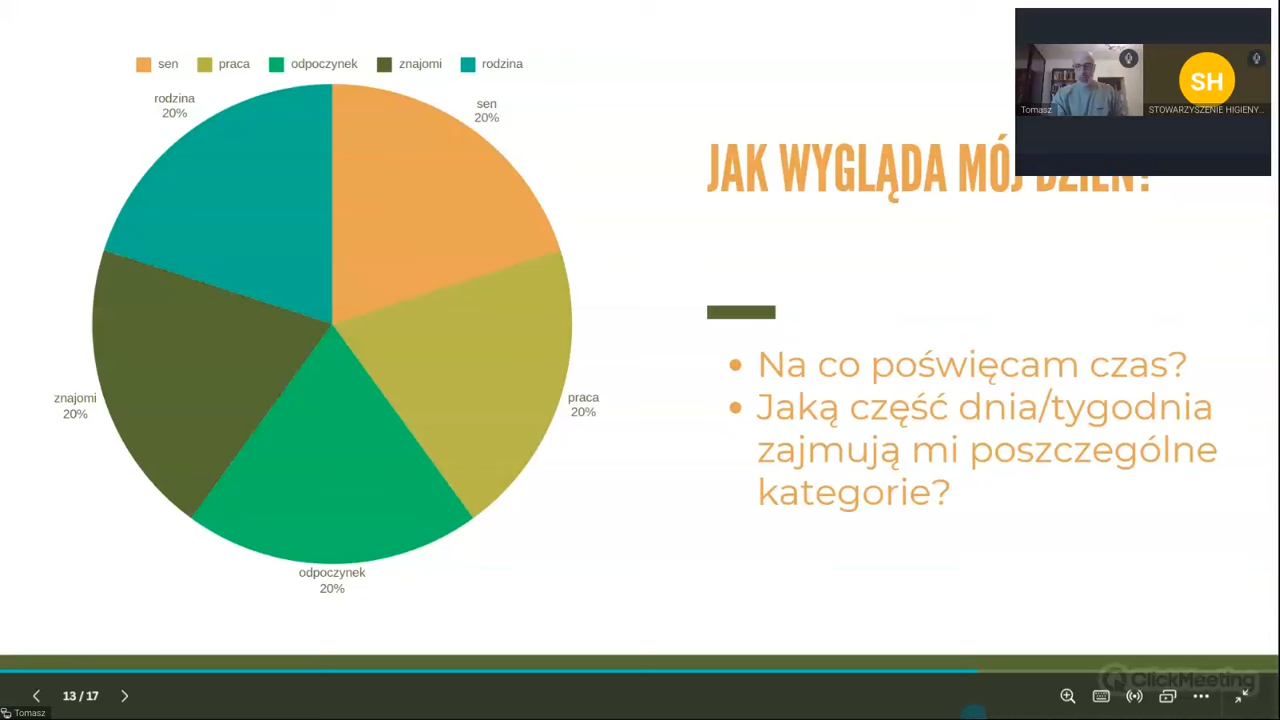 sen praca odpoczynek znajomi rodzina
rodzina
20%
sen
20%
praca
20%
odpoczynek
20%
znajomi
20%
JAK WYGLĄDA MÓJ DZIEŃ?
Na co poświęcam czas?
Jaką część dnia/tygodnia
zajmują mi poszczególne
kategorie?
Tomasz
SH
STOWARZYSZENIE HIGIENY...
13 / 17
ClickMeeting
Tomasz